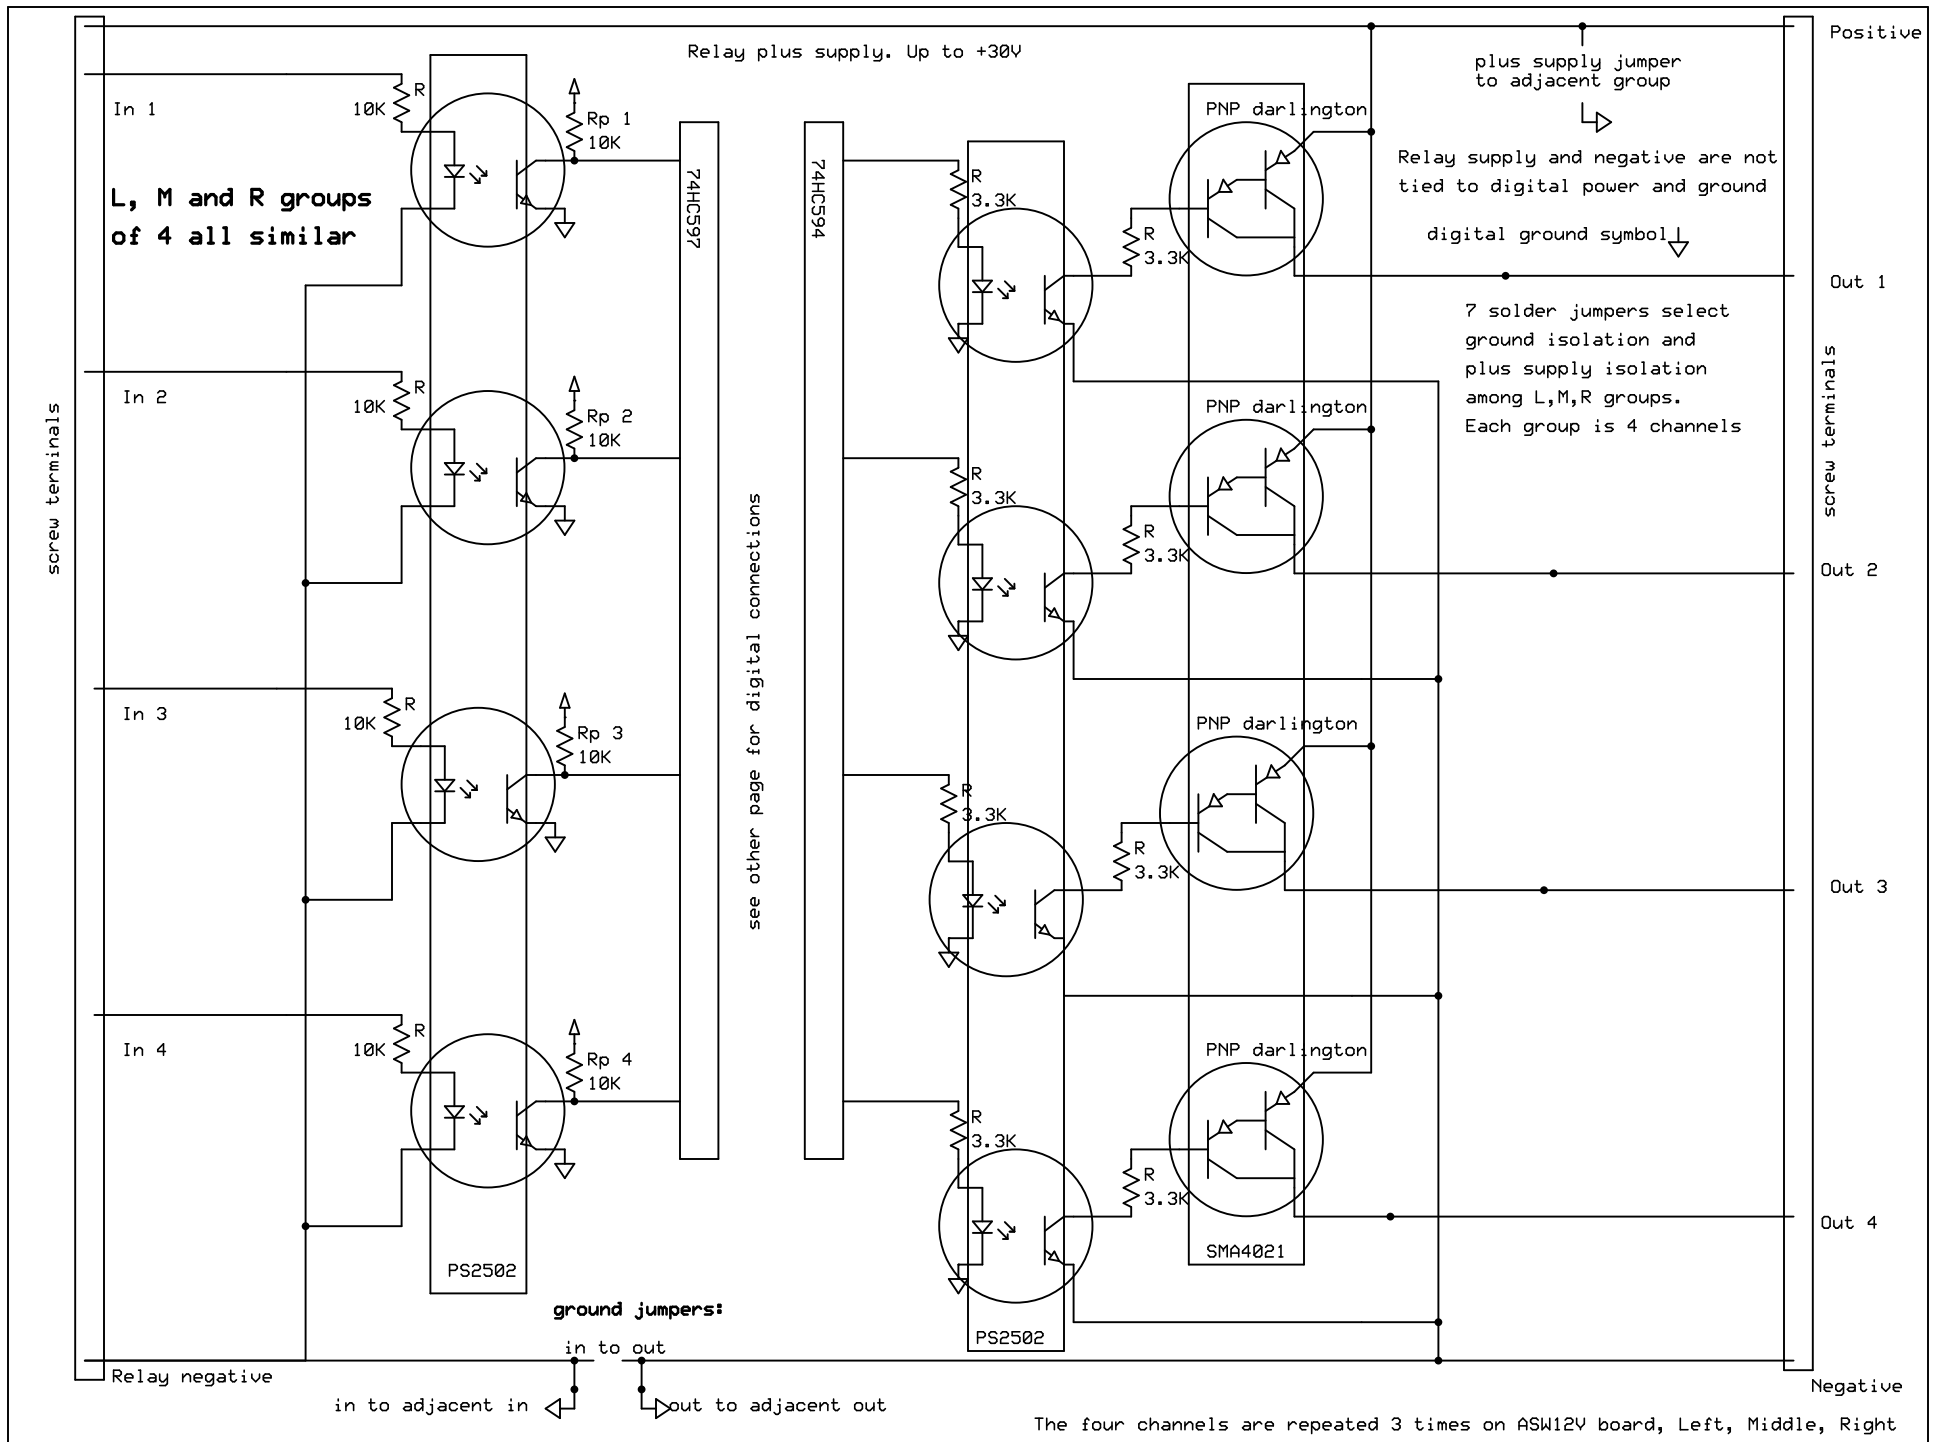 Relay plus supply. Up to +30V
Positive
plus supply jumper
to adjacent group
In 1
R
10K
Rp 1
10K
PNP darlington
Relay supply and negative are not
tied to digital power and ground
digital ground symbol
L, M and R groups
of 4 all similar
74HC597
74HC594
R
3.3K
R
3.3K
Out 1
7 solder jumpers select
ground isolation and
plus supply isolation
among L,M,R groups.
Each group is 4 channels
screw terminals
screw terminals
In 2
R
10K
Rp 2
10K
PNP darlington
R
3.3K
R
3.3K
Out 2
see other page for digital connections
In 3
R
10K
Rp 3
10K
PNP darlington
R
3.3K
R
3.3K
Out 3
In 4
R
10K
Rp 4
10K
PNP darlington
R
3.3K
R
3.3K
Out 4
SMA4021
PS2502
PS2502
ground jumpers:
in to out
Relay negative
Negative
in to adjacent in
out to adjacent out
The four channels are repeated 3 times on ASW12V board, Left, Middle, Right